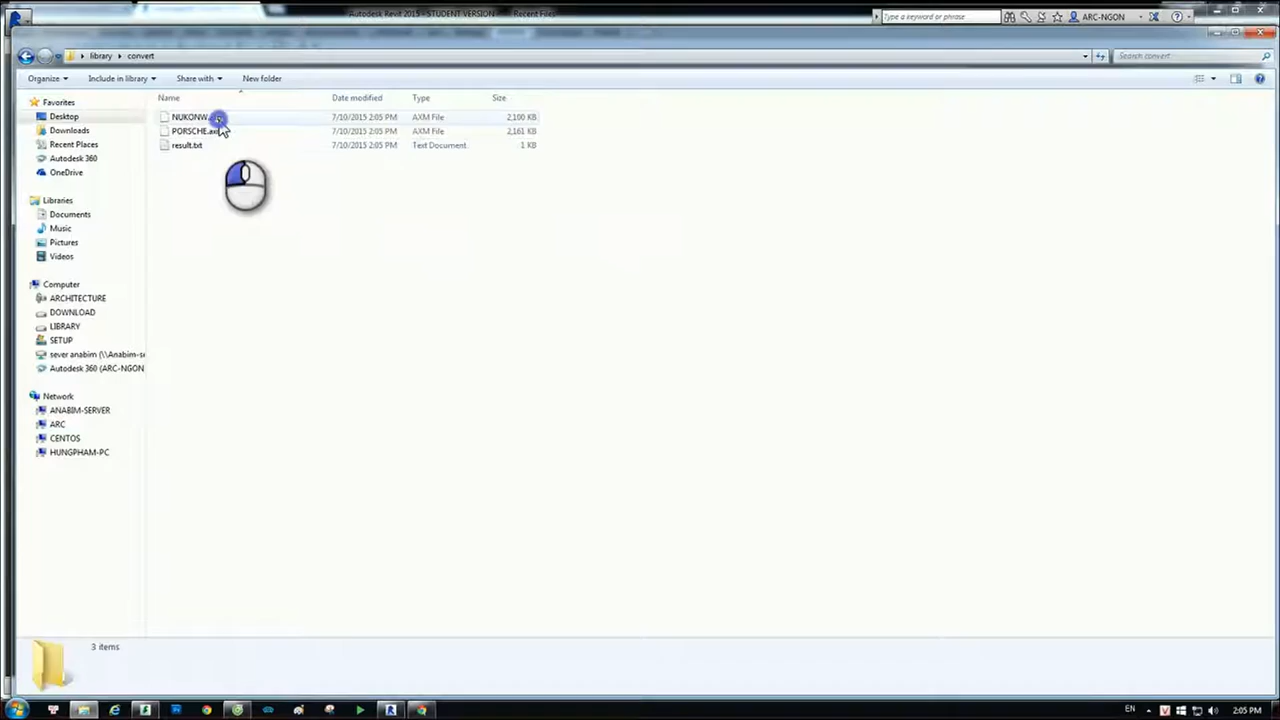 Autodesk Revit 2015 - STUDENT VERSION - Recent Files
Type a keyword or phrase
ARC-NGON
library
convert
Search convert
Organize
Include in library
Share with
New folder
Name Date modified Type Size
NUKONW. 7/10/2015 2:05 PM AXM File 2,100 KB
PORSCHE.ax 7/10/2015 2:05 PM AXM File 2,161 KB
result.txt 7/10/2015 2:05 PM Text Document 1 KB
Favorites
Desktop
Downloads
Recent Places
Autodesk 360
OneDrive
Libraries
Documents
Music
Pictures
Videos
Computer
ARCHITECTURE
DOWNLOAD
LIBRARY
SETUP
sever anabim (\\Anabim-se
Autodesk 360 (ARC-NGON
Network
ANABIM-SERVER
ARC
CENTOS
HUNGPHAM-PC
3 items
EN
2:05 PM